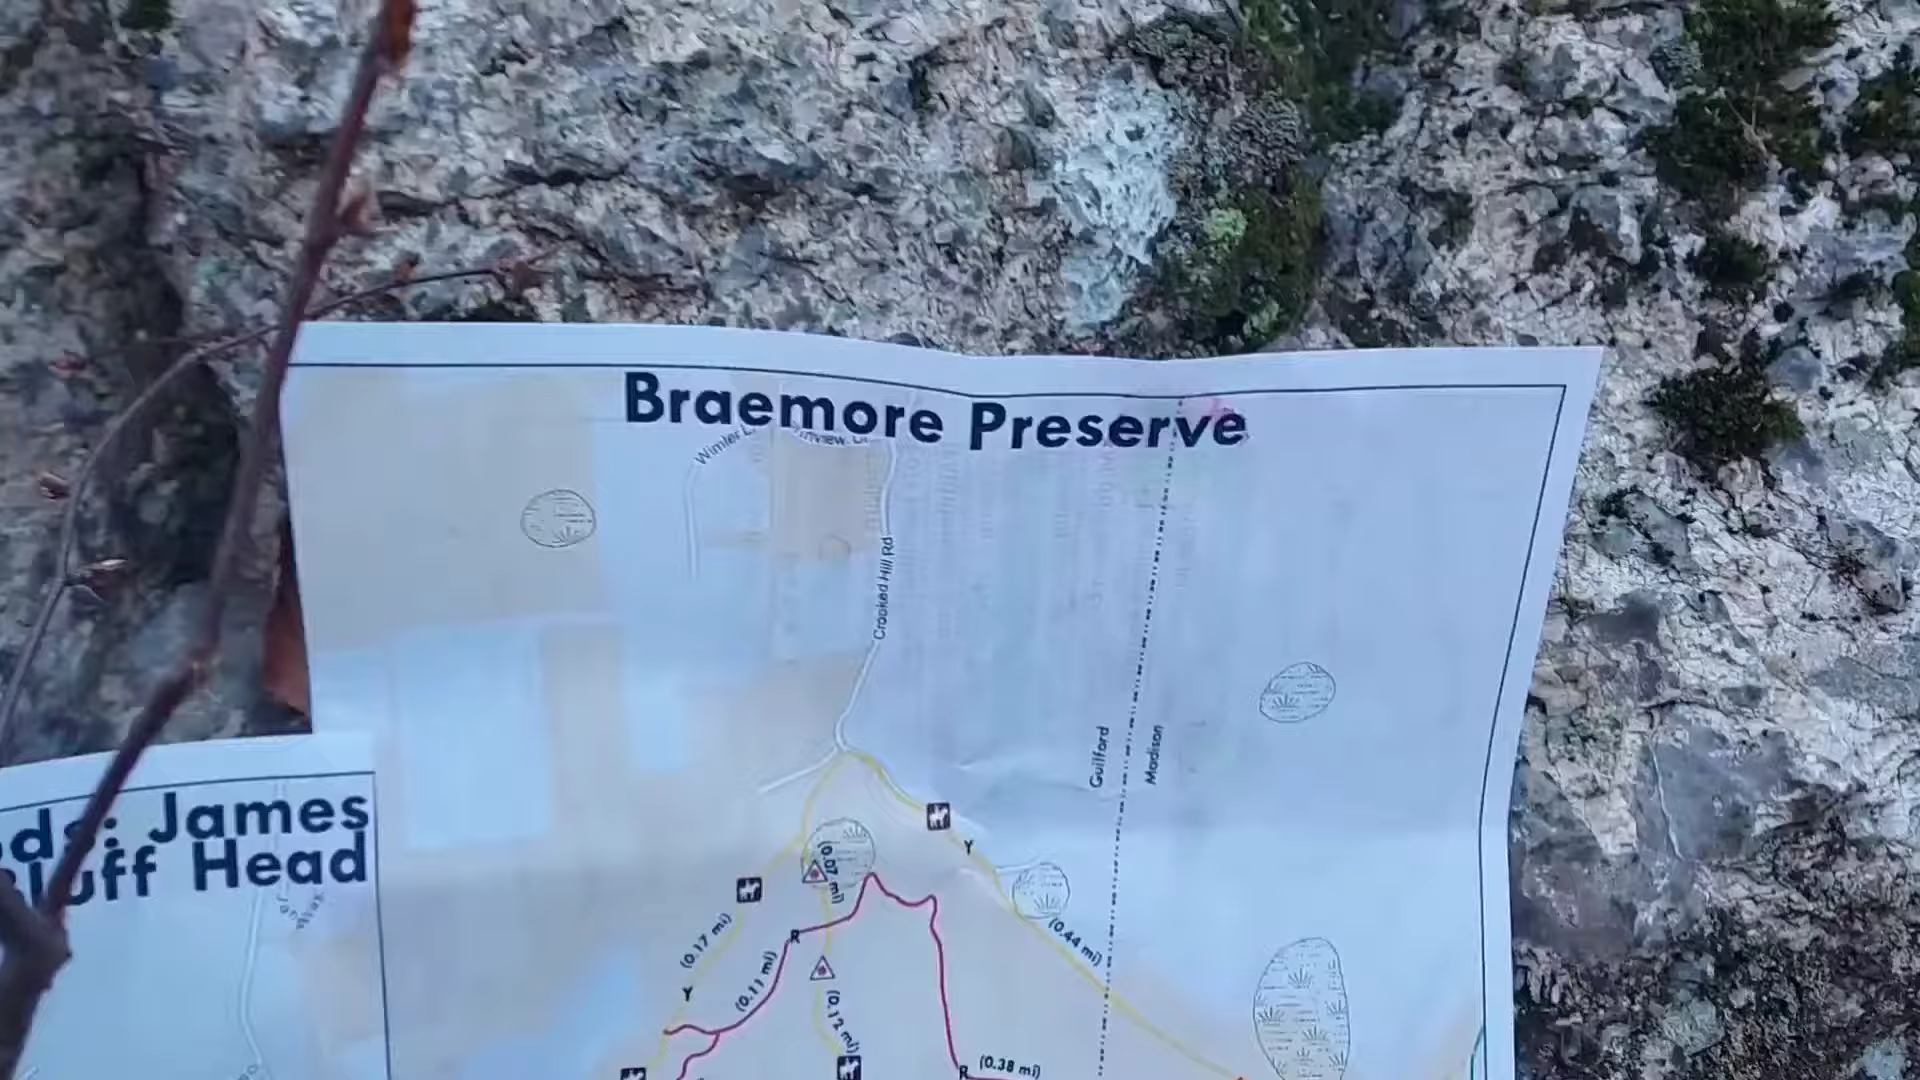 Braemore Preserve
Crooked Hill Rd
Guilford
Madison
James
Bluff Head
(0.07 mi)
Y
(0.17 mi)
(0.44 mi)
R
(0.11 mi)
Y
(0.12 mi)
R
(0.38 mi)